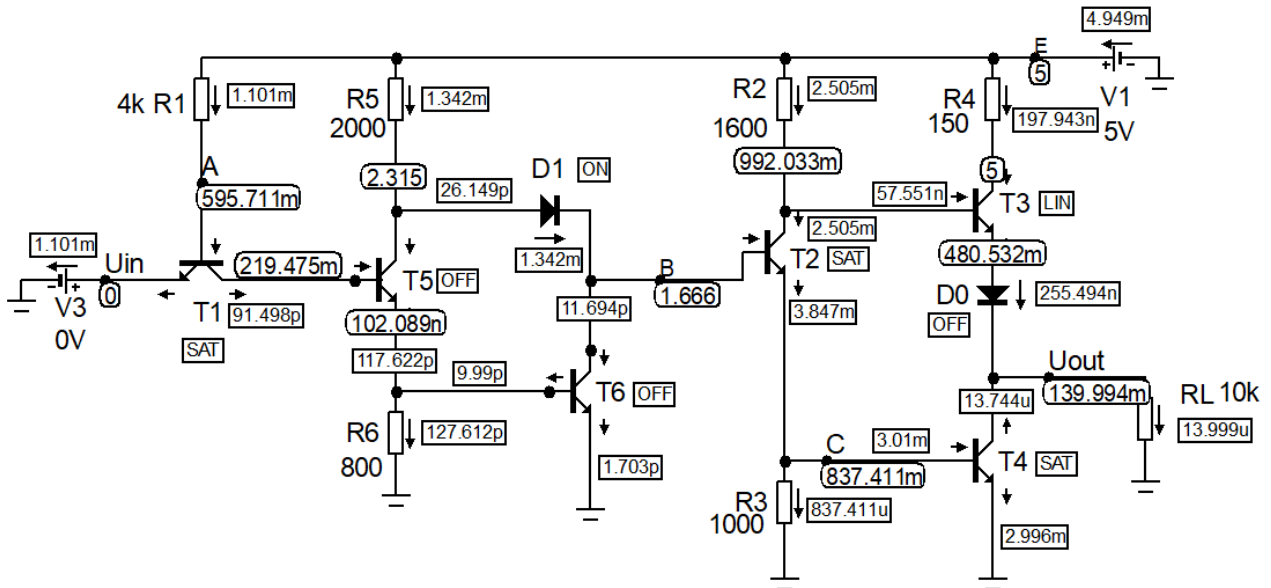 4.949m
E
5
V1
5V
4k R1
1.101m
R5
2000
1.342m
R2
1600
2.505m
R4
150
197.943n
A
595.711m
2.315
D1
ON
992.033m
5
26.149p
57.551n
T3
LIN
1.101m
Uin
0
V3
0V
219.475m
T1
91.498p
SAT
T5
OFF
1.342m
B
1.666
2.505m
T2
SAT
480.532m
D0
OFF
255.494n
102.089n
117.622p
11.694p
3.847m
9.99p
T6
OFF
Uout
139.994m
13.744u
RL 10k
13.999u
R6
800
127.612p
1.703p
C
3.01m
837.411m
T4
SAT
R3
1000
837.411u
2.996m